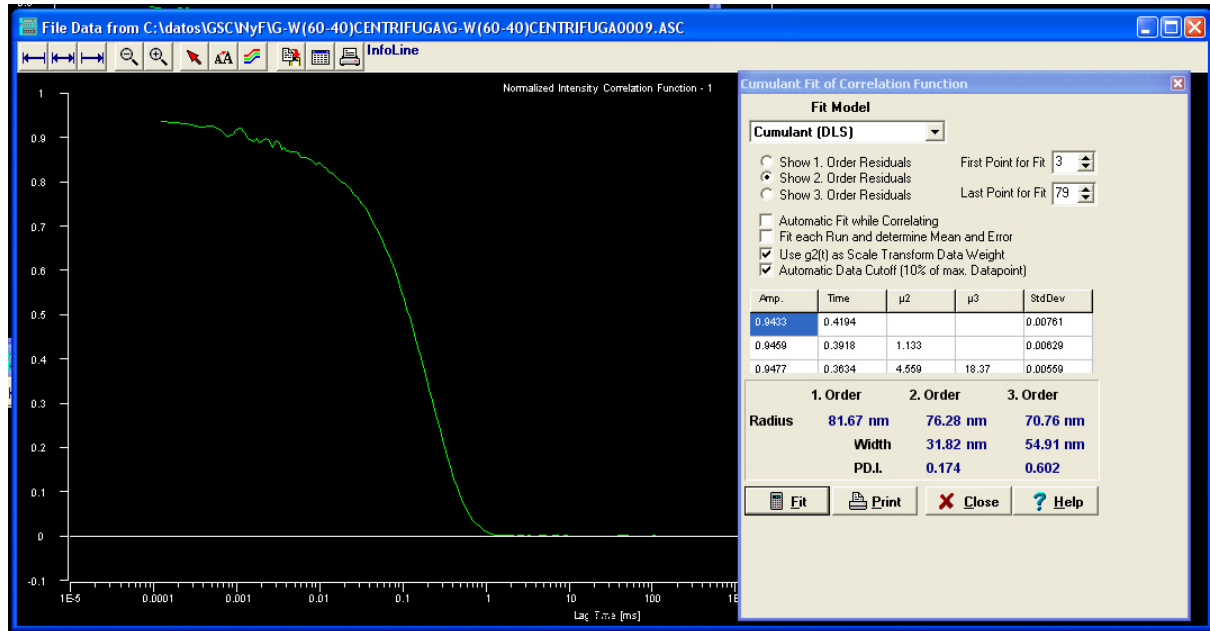 File Data from C:\datos\GSC\NyF\G-W(60-40)CENTRIFUGA\G-W(60-40)CENTRIFUGA0009.ASC
InfoLine
Normalized Intensity Correlation Function - 1
1
0.9
0.8
0.7
0.6
0.5
0.4
0.3
0.2
0.1
0
-0.1
1E-5 0.0001 0.001 0.01 0.1 1 10 100
Lag Time [ms]
Cumulant Fit of Correlation Function
Fit Model
Cumulant (DLS)
Show 1. Order Residuals
Show 2. Order Residuals
Show 3. Order Residuals
First Point for Fit 3
Last Point for Fit 79
Automatic Fit while Correlating
Fit each Run and determine Mean and Error
Use g2(t) as Scale Transform Data Weight
Automatic Data Cutoff (10% of max. Datapoint)
Amp. Time µ2 µ3 StdDev
0.9433 0.4194 0.00761
0.9459 0.3918 1.133 0.00629
0.9477 0.3634 4.559 18.37 0.00559
1. Order 2. Order 3. Order
Radius 81.67 nm 76.28 nm 70.76 nm
Width 31.82 nm 54.91 nm
P.D.I. 0.174 0.602
Fit Print Close Help